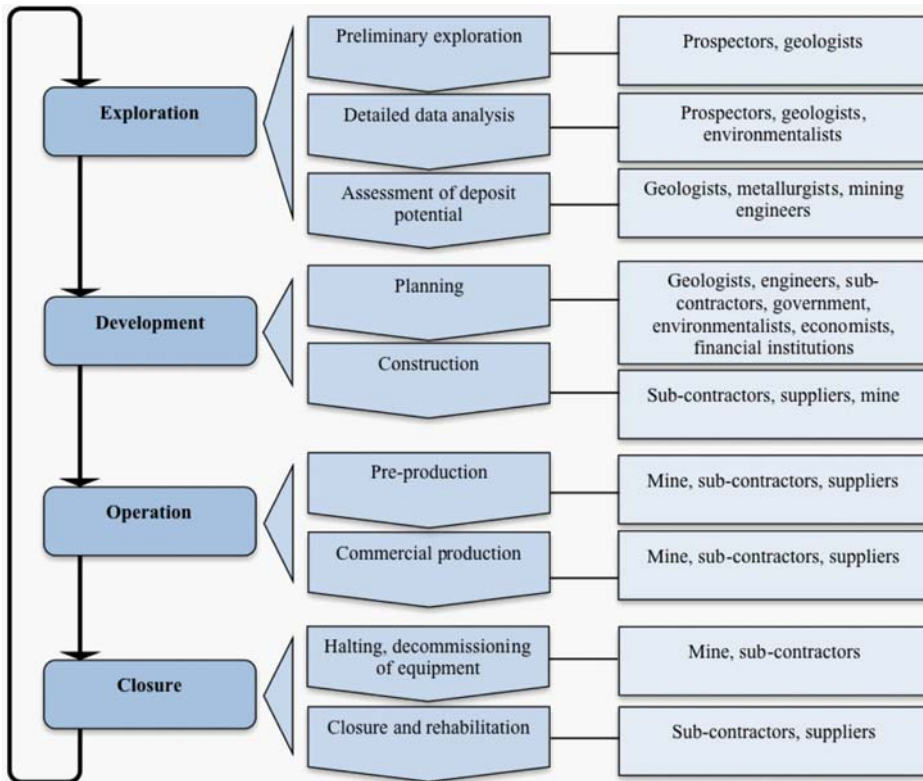 Exploration
Preliminary exploration
Prospectors, geologists
Detailed data analysis
Prospectors, geologists,
environmentalists
Assessment of deposit
potential
Geologists, metallurgists, mining
engineers
Development
Planning
Geologists, engineers, sub-
contractors, government,
environmentalists, economists,
financial institutions
Construction
Sub-contractors, suppliers, mine
Operation
Pre-production
Mine, sub-contractors, suppliers
Commercial production
Mine, sub-contractors, suppliers
Closure
Halting, decommissioning
of equipment
Mine, sub-contractors
Closure and rehabilitation
Sub-contractors, suppliers